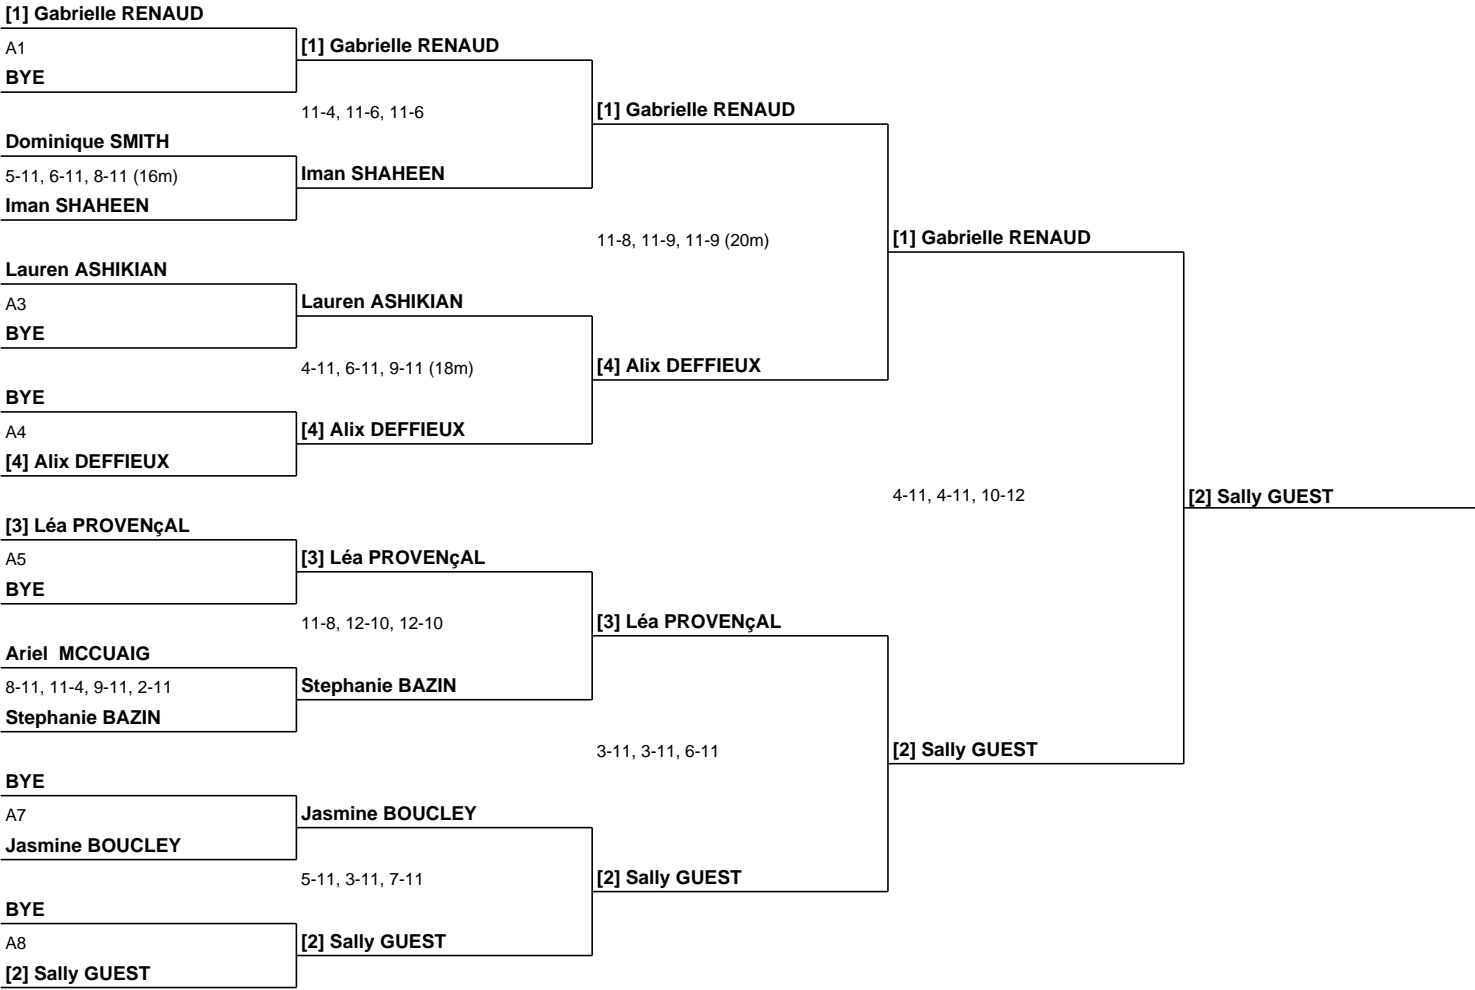 [1] Gabrielle RENAUD
A1
BYE
Dominique SMITH
5-11, 6-11, 8-11 (16m)
Iman SHAHEEN
Lauren ASHIKIAN
A3
BYE
BYE
A4
[4] Alix DEFFIEUX
[3] Léa PROVENçAL
A5
BYE
Ariel  MCCUAIG
8-11, 11-4, 9-11, 2-11
Stephanie BAZIN
BYE
A7
Jasmine BOUCLEY
BYE
A8
[2] Sally GUEST
[1] Gabrielle RENAUD
11-4, 11-6, 11-6
Iman SHAHEEN
Lauren ASHIKIAN
4-11, 6-11, 9-11 (18m)
[4] Alix DEFFIEUX
[3] Léa PROVENçAL
11-8, 12-10, 12-10
Stephanie BAZIN
Jasmine BOUCLEY
5-11, 3-11, 7-11
[2] Sally GUEST
[1] Gabrielle RENAUD
11-8, 11-9, 11-9 (20m)
[4] Alix DEFFIEUX
[3] Léa PROVENçAL
3-11, 3-11, 6-11
[2] Sally GUEST
[1] Gabrielle RENAUD
4-11, 4-11, 10-12
[2] Sally GUEST
[2] Sally GUEST